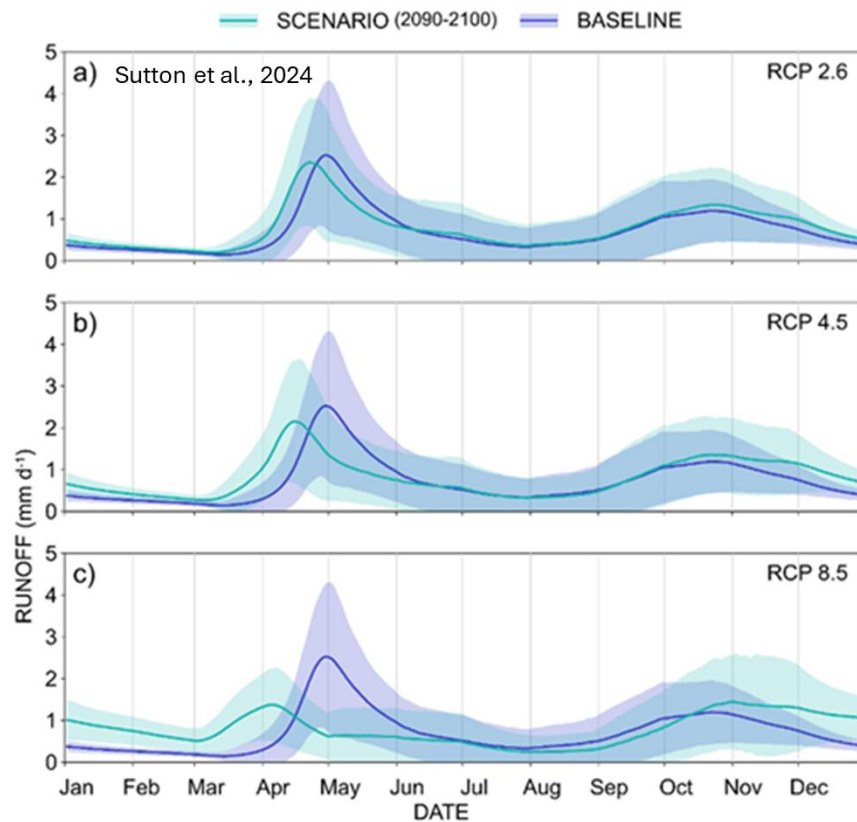 SCENARIO (2090-2100) BASELINE
a) Sutton et al., 2024 RCP 2.6
5
4
3
2
1
0
b) RCP 4.5
5
4
3
2
1
0
c) RCP 8.5
5
4
3
2
1
0
RUNOFF (mm d⁻¹)
Jan Feb Mar Apr May Jun Jul Aug Sep Oct Nov Dec
DATE